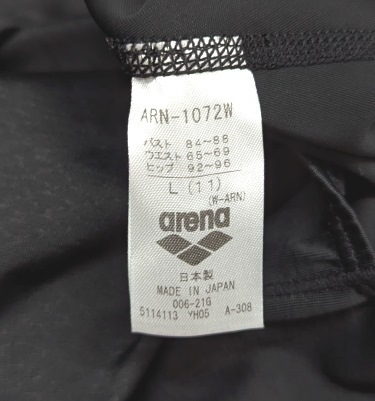 ARN-1072W
バスト 84-88
ウエスト 65-69
ヒップ 92-96
L (11)
(W-ARN)
arena
日本製
MADE IN JAPAN
006-21G
5114113 YH05 A-308